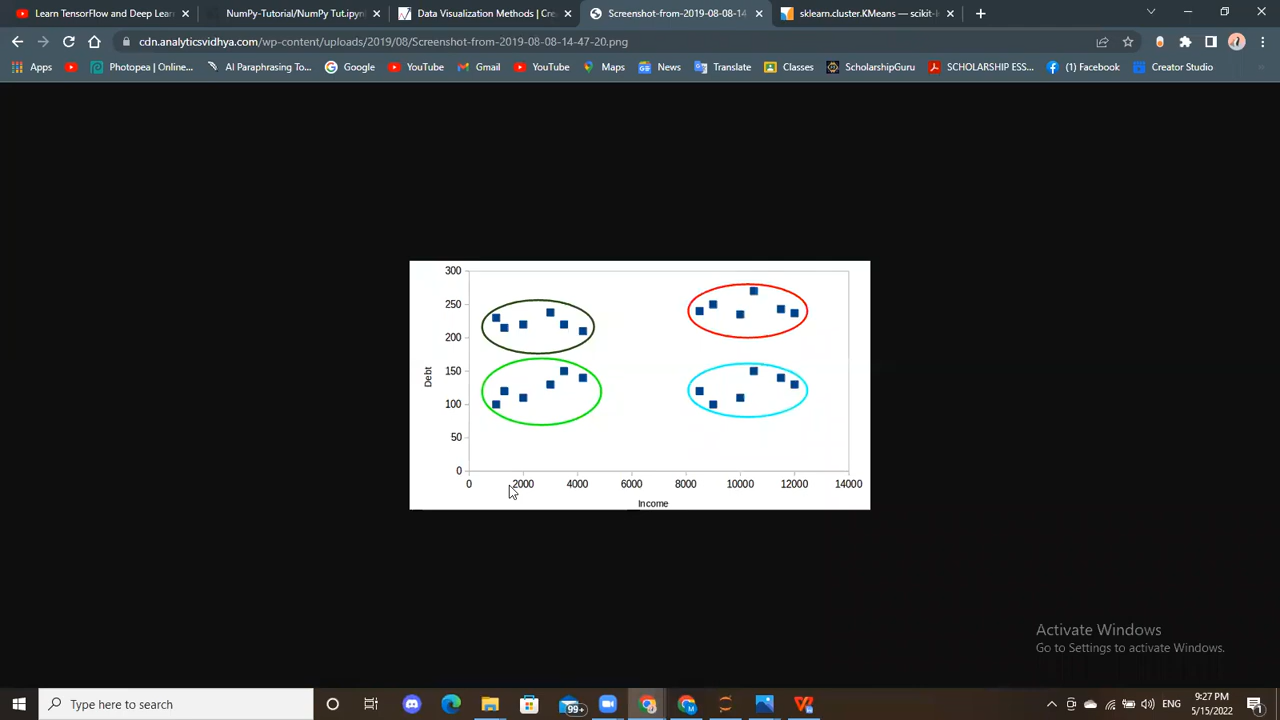 Learn TensorFlow and Deep Lear
NumPy-Tutorial/NumPy Tut.ipynb
Data Visualization Methods | Cre
Screenshot-from-2019-08-08-14
sklearn.cluster.KMeans — scikit-l
cdn.analyticsvidhya.com/wp-content/uploads/2019/08/Screenshot-from-2019-08-08-14-47-20.png
Apps
Photopea | Online...
AI Paraphrasing To...
Google
YouTube
Gmail
YouTube
Maps
News
Translate
Classes
ScholarshipGuru
SCHOLARSHIP ESS...
(1) Facebook
Creator Studio
300
250
200
150
100
50
0
Debt
0 2000 4000 6000 8000 10000 12000 14000
Income
Activate Windows
Go to Settings to activate Windows.
Type here to search
99+
ENG
9:27 PM
5/15/2022